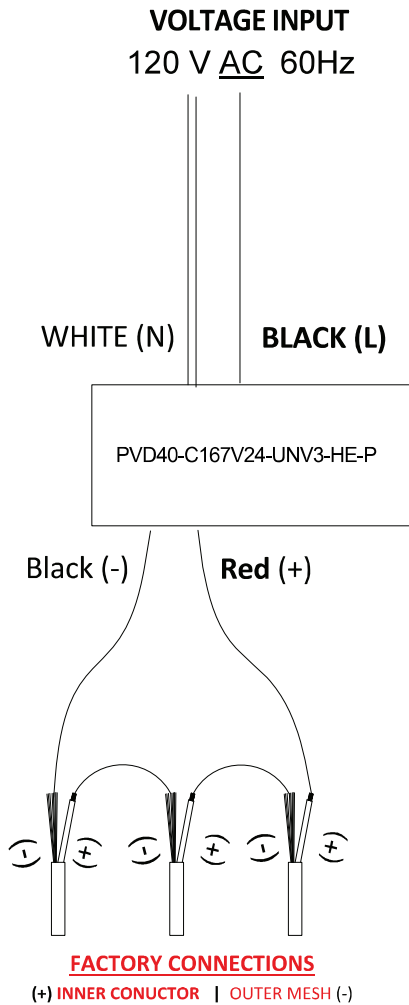 VOLTAGE INPUT
120 V AC 60Hz
WHITE (N) BLACK (L)
PVD40-C167V24-UNV3-HE-P
Black (-) Red (+)
(-) (+) (-) (+) (-) (+)
FACTORY CONNECTIONS
(+) INNER CONUCTOR | OUTER MESH (-)